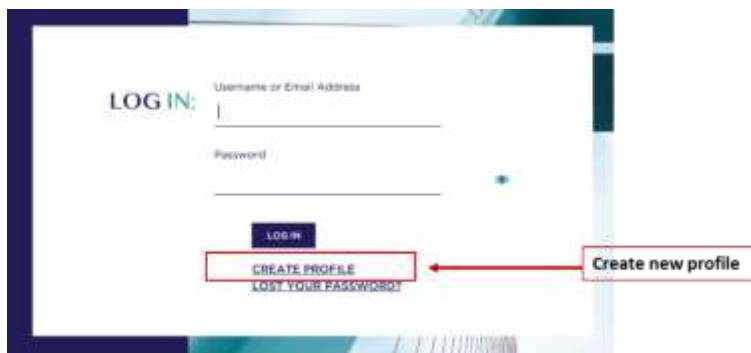 LOG IN:
Username or Email Address
Password
LOG IN
CREATE PROFILE
LOST YOUR PASSWORD?
Create new profile